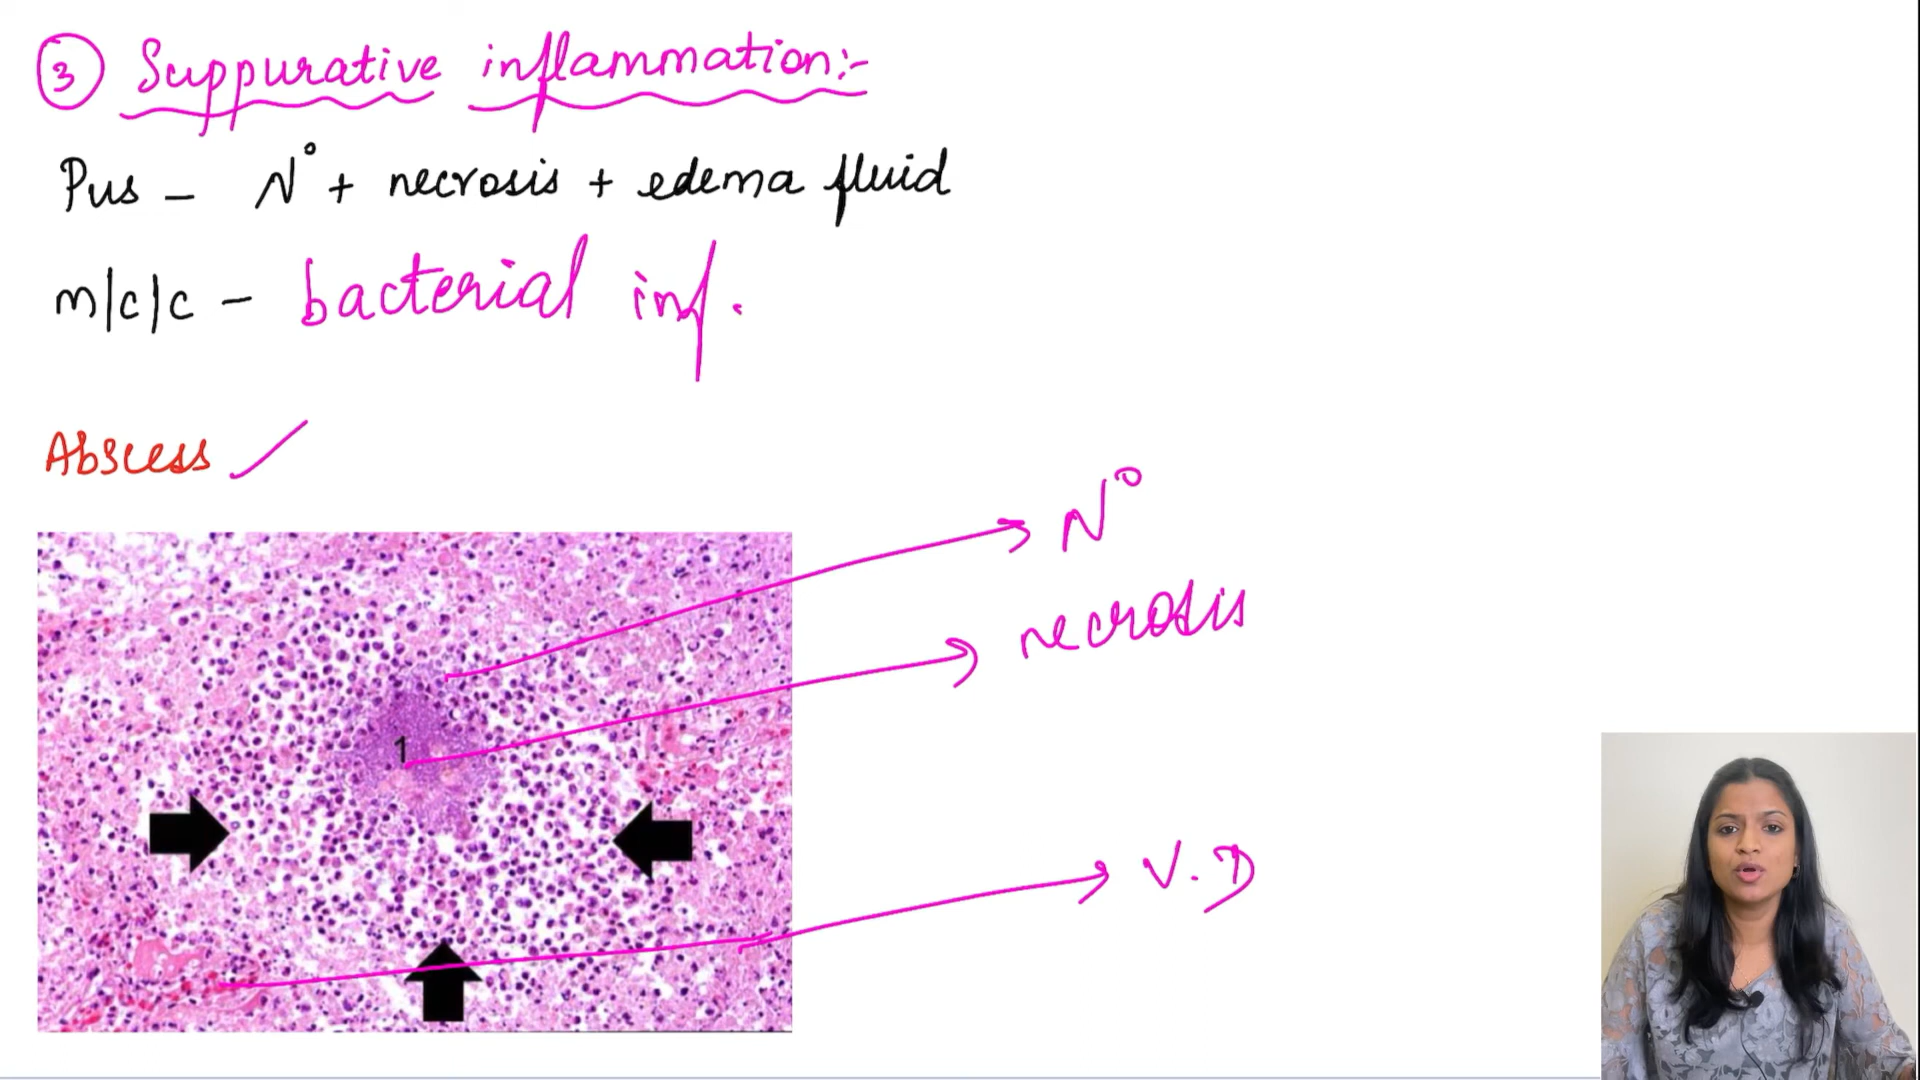 3 Suppurative inflammation:-
Pus - N° + necrosis + edema fluid
m/c/c - bacterial inf.
Abscess
N°
necrosis
1
V.D